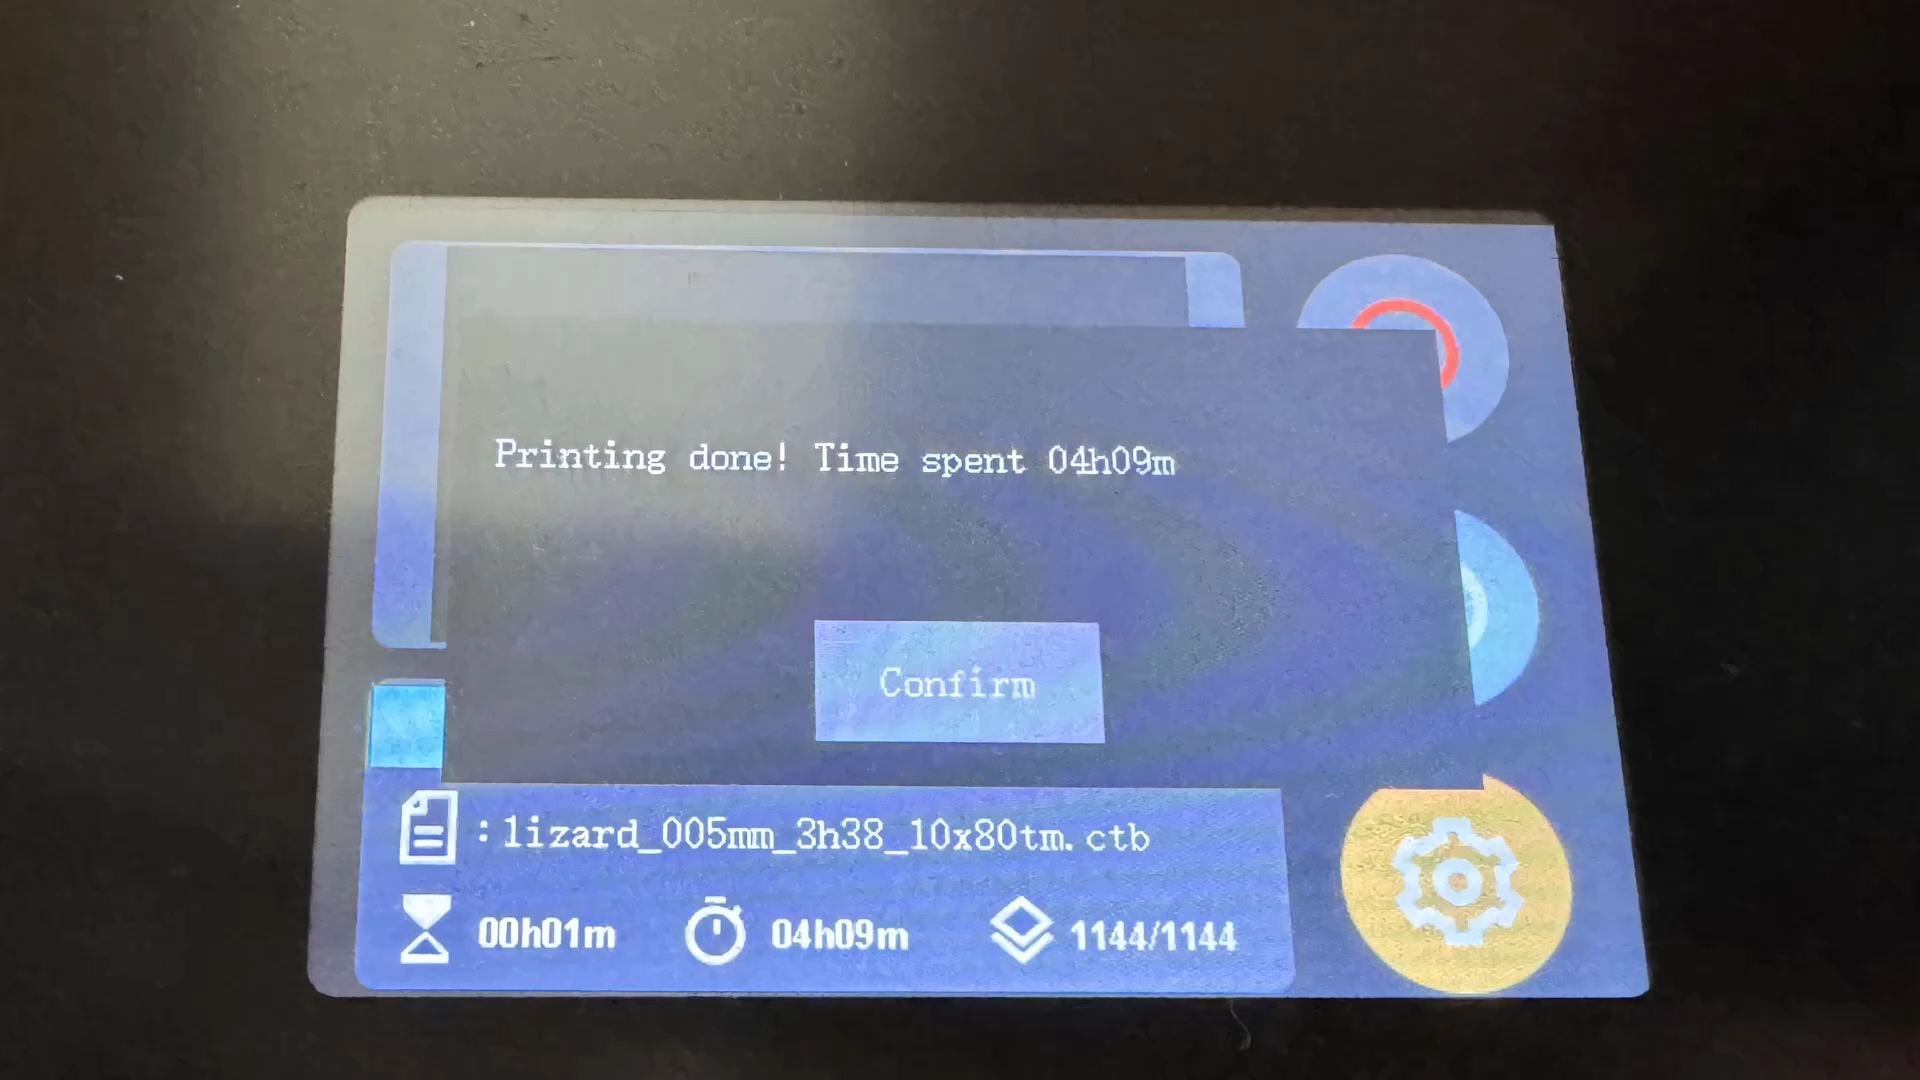 Printing done! Time spent 04h09m
Confirm
:lizard_005mm_3h38_10x80tm.ctb
00h01m 04h09m 1144/1144